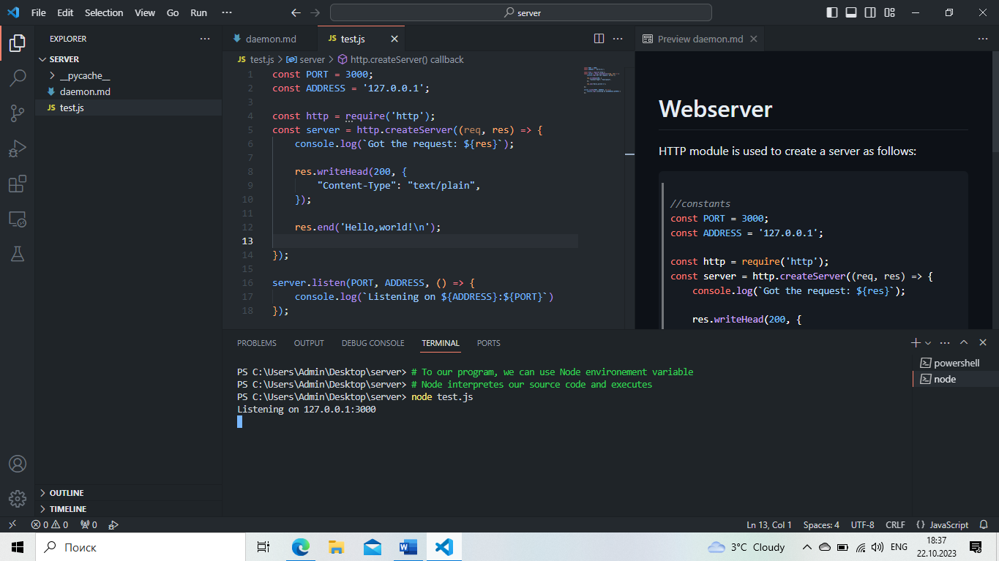 File Edit Selection View Go Run ··· server
EXPLORER ···
SERVER
__pycache__
daemon.md
JS test.js
OUTLINE
TIMELINE
daemon.md
JS test.js
JS test.js > server > http.createServer() callback
1 const PORT = 3000;
2 const ADDRESS = '127.0.0.1';
3
4 const http = require('http');
5 const server = http.createServer((req, res) => {
6 console.log(`Got the request: ${res}`);
7
8 res.writeHead(200, {
9 "Content-Type": "text/plain",
10 });
11
12 res.end('Hello,world!\n');
13
14 });
15
16 server.listen(PORT, ADDRESS, () => {
17 console.log(`Listening on ${ADDRESS}:${PORT}`)
18 });
Preview daemon.md
Webserver
HTTP module is used to create a server as follows:
//constants
const PORT = 3000;
const ADDRESS = '127.0.0.1';
const http = require('http');
const server = http.createServer((req, res) => {
console.log(`Got the request: ${res}`);
res.writeHead(200, {
PROBLEMS OUTPUT DEBUG CONSOLE TERMINAL PORTS
PS C:\Users\Admin\Desktop\server> # To our program, we can use Node environement variable
PS C:\Users\Admin\Desktop\server> # Node interpretes our source code and executes
PS C:\Users\Admin\Desktop\server> node test.js
Listening on 127.0.0.1:3000
powershell
node
0 0 0 Ln 13, Col 1 Spaces: 4 UTF-8 CRLF {} JavaScript
Поиск 3°C Cloudy ENG 18:37
22.10.2023